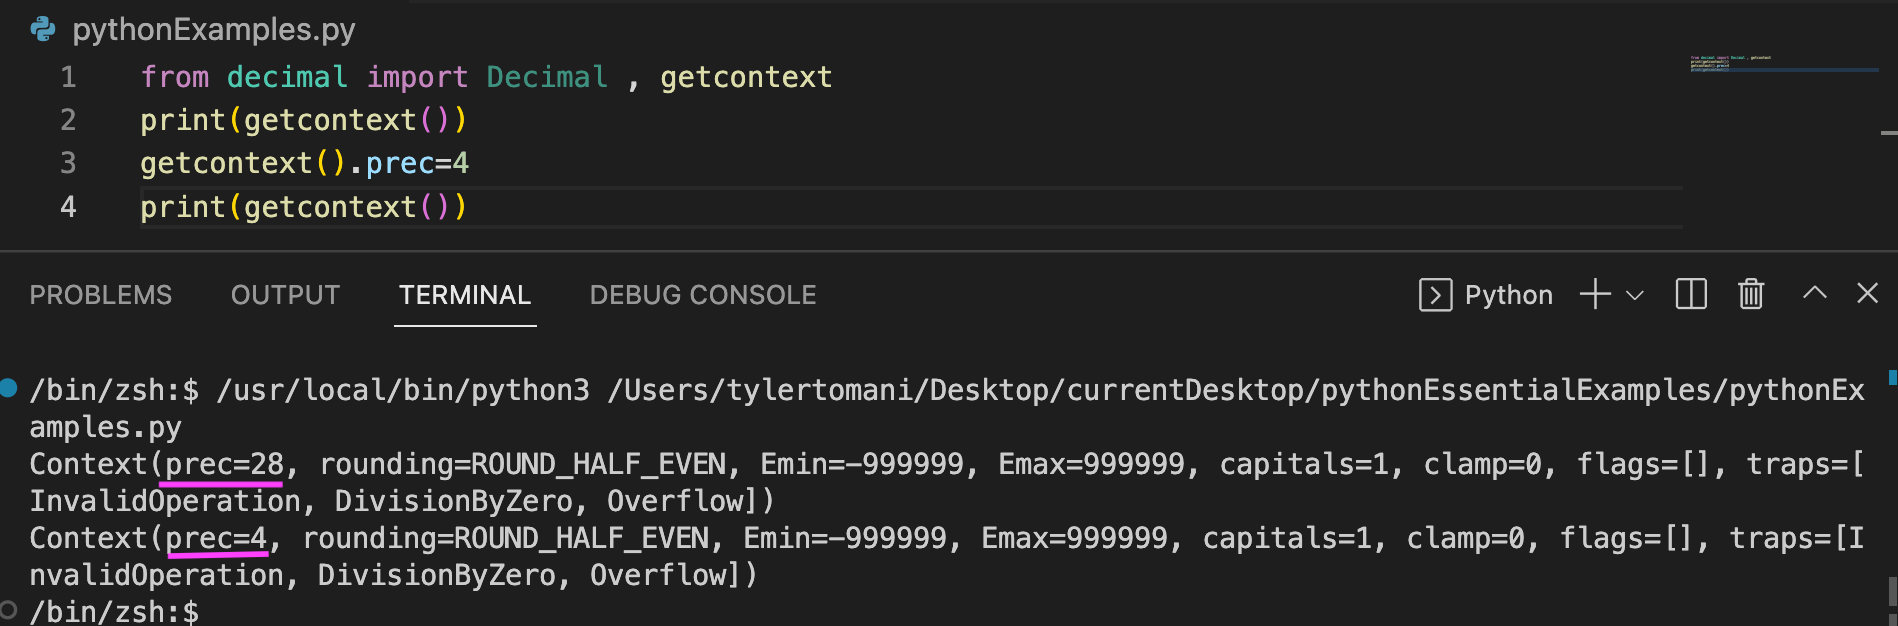 pythonExamples.py
1 from decimal import Decimal , getcontext
2 print(getcontext())
3 getcontext().prec=4
4 print(getcontext())
PROBLEMS OUTPUT TERMINAL DEBUG CONSOLE Python
/bin/zsh:$ /usr/local/bin/python3 /Users/tylertomani/Desktop/currentDesktop/pythonEssentialExamples/pythonEx
amples.py
Context(prec=28, rounding=ROUND_HALF_EVEN, Emin=-999999, Emax=999999, capitals=1, clamp=0, flags=[], traps=[
InvalidOperation, DivisionByZero, Overflow])
Context(prec=4, rounding=ROUND_HALF_EVEN, Emin=-999999, Emax=999999, capitals=1, clamp=0, flags=[], traps=[I
nvalidOperation, DivisionByZero, Overflow])
/bin/zsh:$